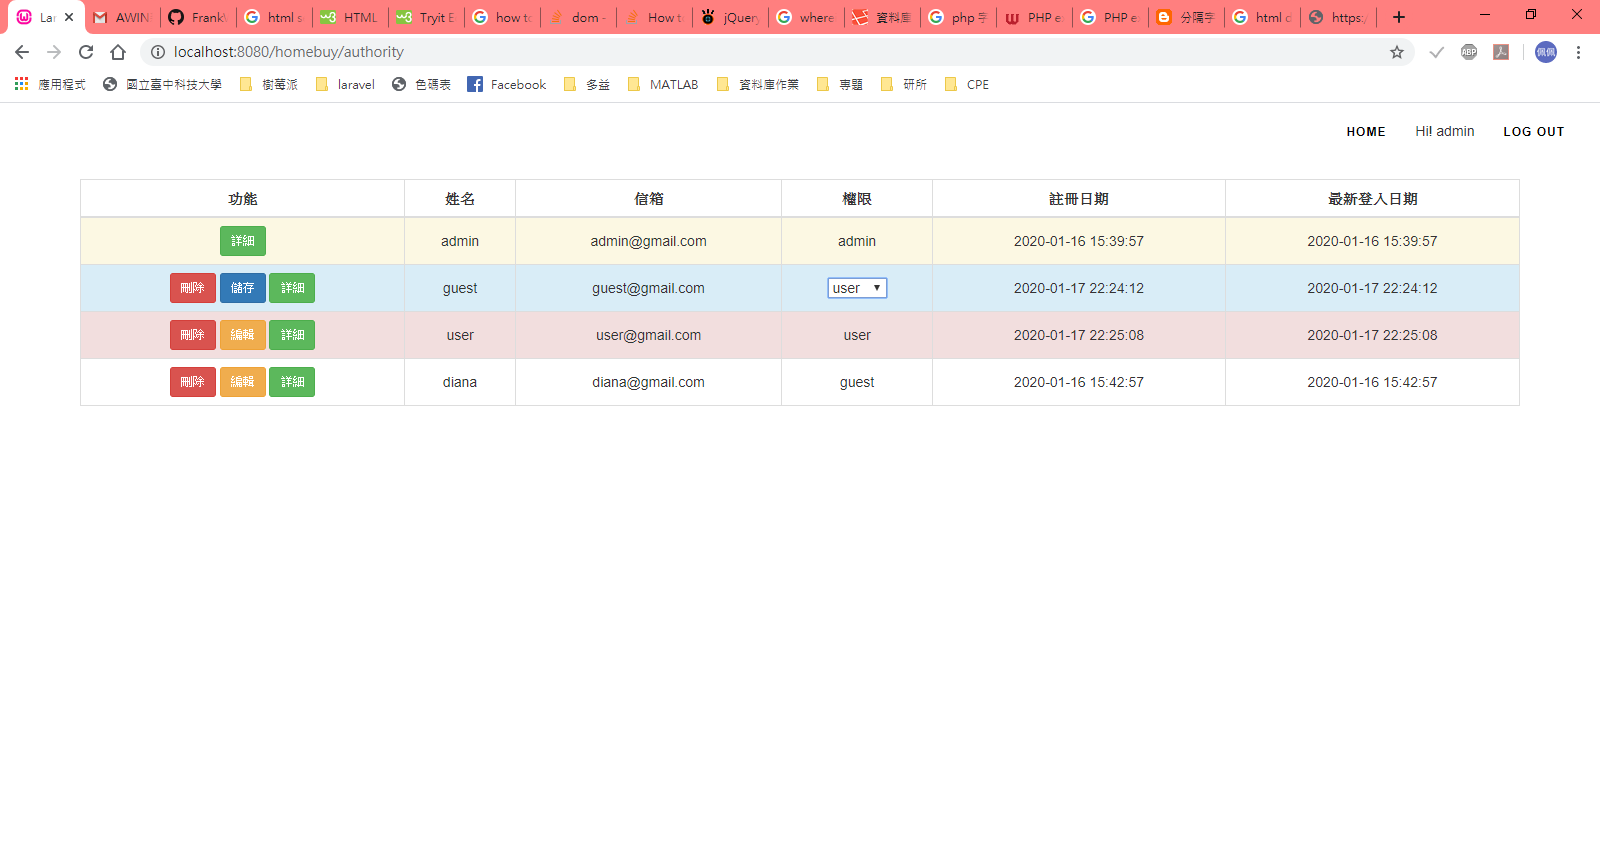 Lar AWIN FrankW html s HTML Tryit E how to dom - How to jQuery where 資料庫 php 字 PHP e PHP e 分隔字 html d https:/
localhost:8080/homebuy/authority
ABP 佩佩
應用程式 國立臺中科技大學 樹莓派 laravel 色碼表 Facebook 多益 MATLAB 資料庫作業 專題 研所 CPE
HOME Hi! admin LOG OUT
功能 姓名 信箱 權限 註冊日期 最新登入日期
詳細 admin admin@gmail.com admin 2020-01-16 15:39:57 2020-01-16 15:39:57
刪除 儲存 詳細 guest guest@gmail.com user 2020-01-17 22:24:12 2020-01-17 22:24:12
刪除 編輯 詳細 user user@gmail.com user 2020-01-17 22:25:08 2020-01-17 22:25:08
刪除 編輯 詳細 diana diana@gmail.com guest 2020-01-16 15:42:57 2020-01-16 15:42:57